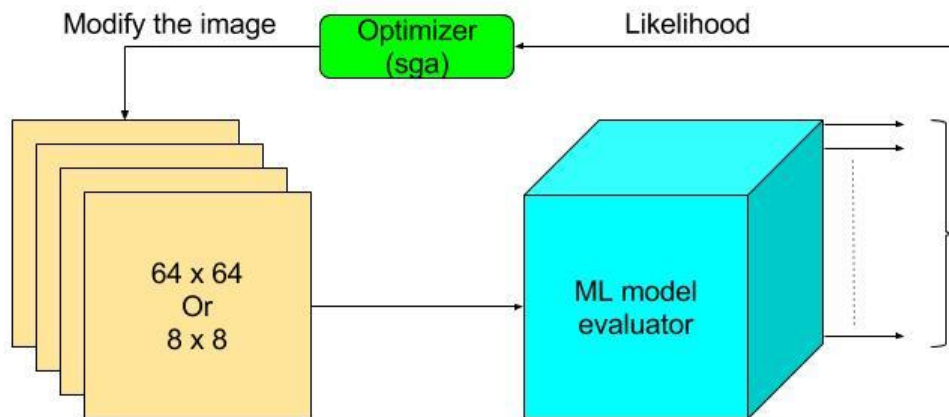 Modify the image
Optimizer
(sga)
Likelihood
64 x 64
Or
8 x 8
ML model
evaluator